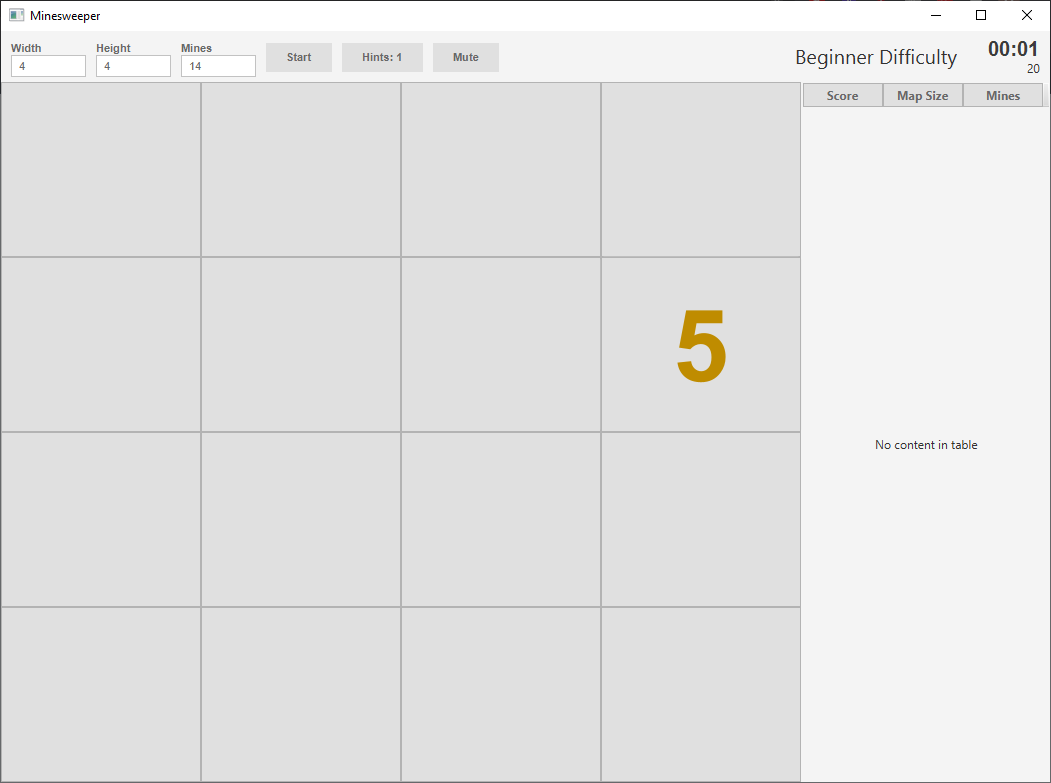 Minesweeper
Width Height Mines
4 4 14
Start Hints: 1 Mute
Beginner Difficulty
00:01
20
Score Map Size Mines
5
No content in table